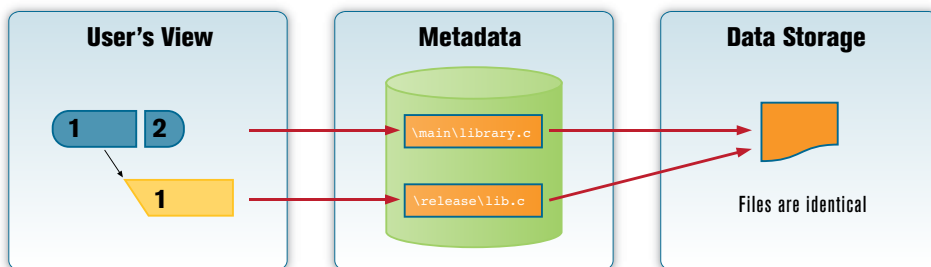 User's View
1 2
1
Metadata
\main\library.c
\release\lib.c
Data Storage
Files are identical